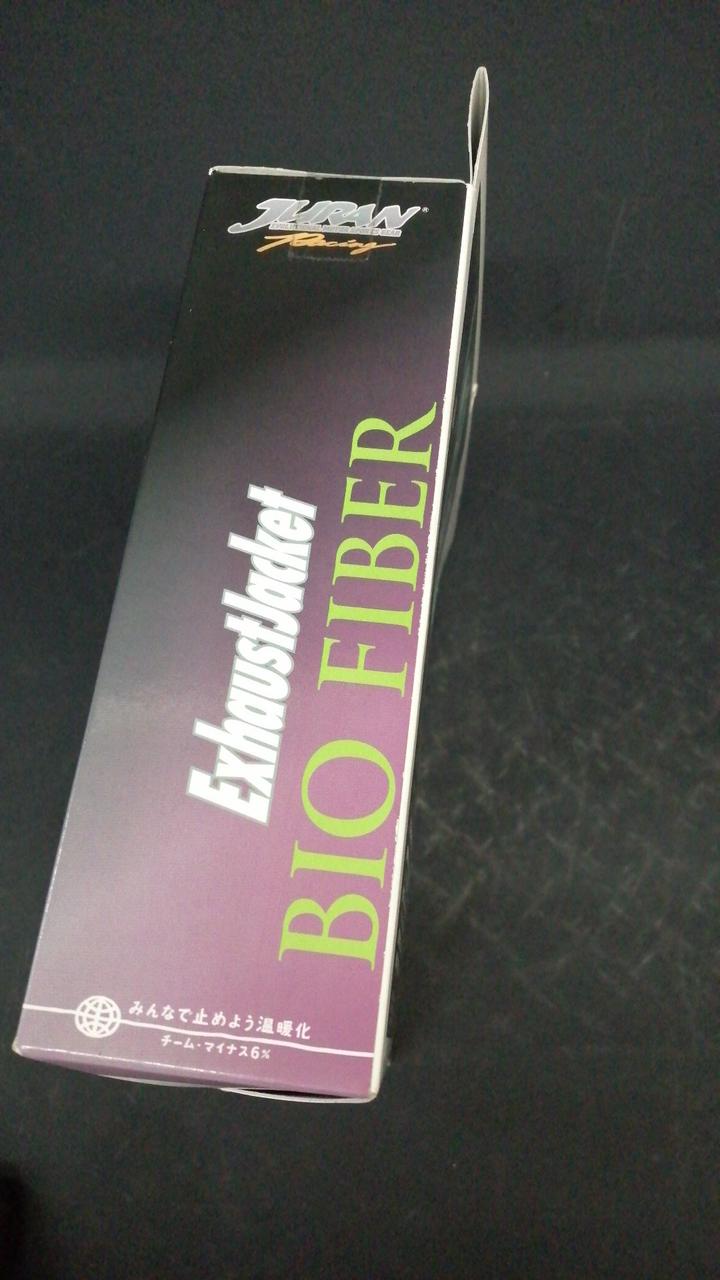 JURAN®
Racing
ExhaustJacket
BIO FIBER
みんなで止めよう温暖化
チーム・マイナス6%